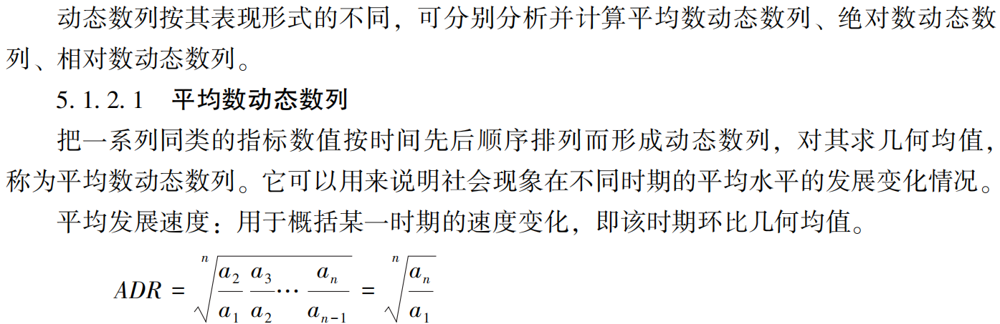 动态数列按其表现形式的不同，可分别分析并计算平均数动态数列、绝对数动态数
列、相对数动态数列。
5. 1. 2. 1 平均数动态数列
把一系列同类的指标数值按时间先后顺序排列而形成动态数列，对其求几何均值，
称为平均数动态数列。它可以用来说明社会现象在不同时期的平均水平的发展变化情况。
平均发展速度：用于概括某一时期的速度变化，即该时期环比几何均值。
$ADR = \sqrt[n]{\frac{a_2}{a_1} \frac{a_3}{a_2} \cdots \frac{a_n}{a_{n-1}}} = \sqrt[n]{\frac{a_n}{a_1}}$